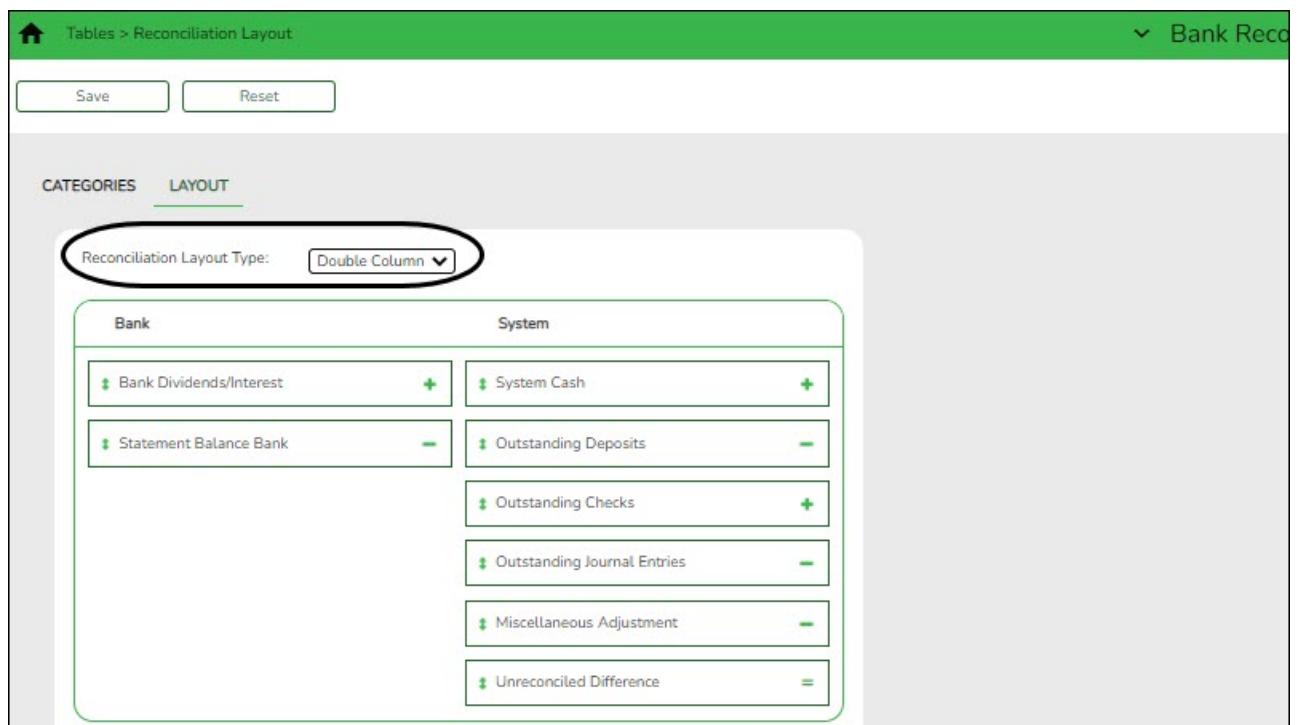 Tables > Reconciliation Layout
Bank Reco
Save Reset
CATEGORIES LAYOUT
Reconciliation Layout Type: Double Column
Bank System
Bank Dividends/Interest + System Cash +
Statement Balance Bank - Outstanding Deposits -
Outstanding Checks +
Outstanding Journal Entries -
Miscellaneous Adjustment -
Unreconciled Difference =